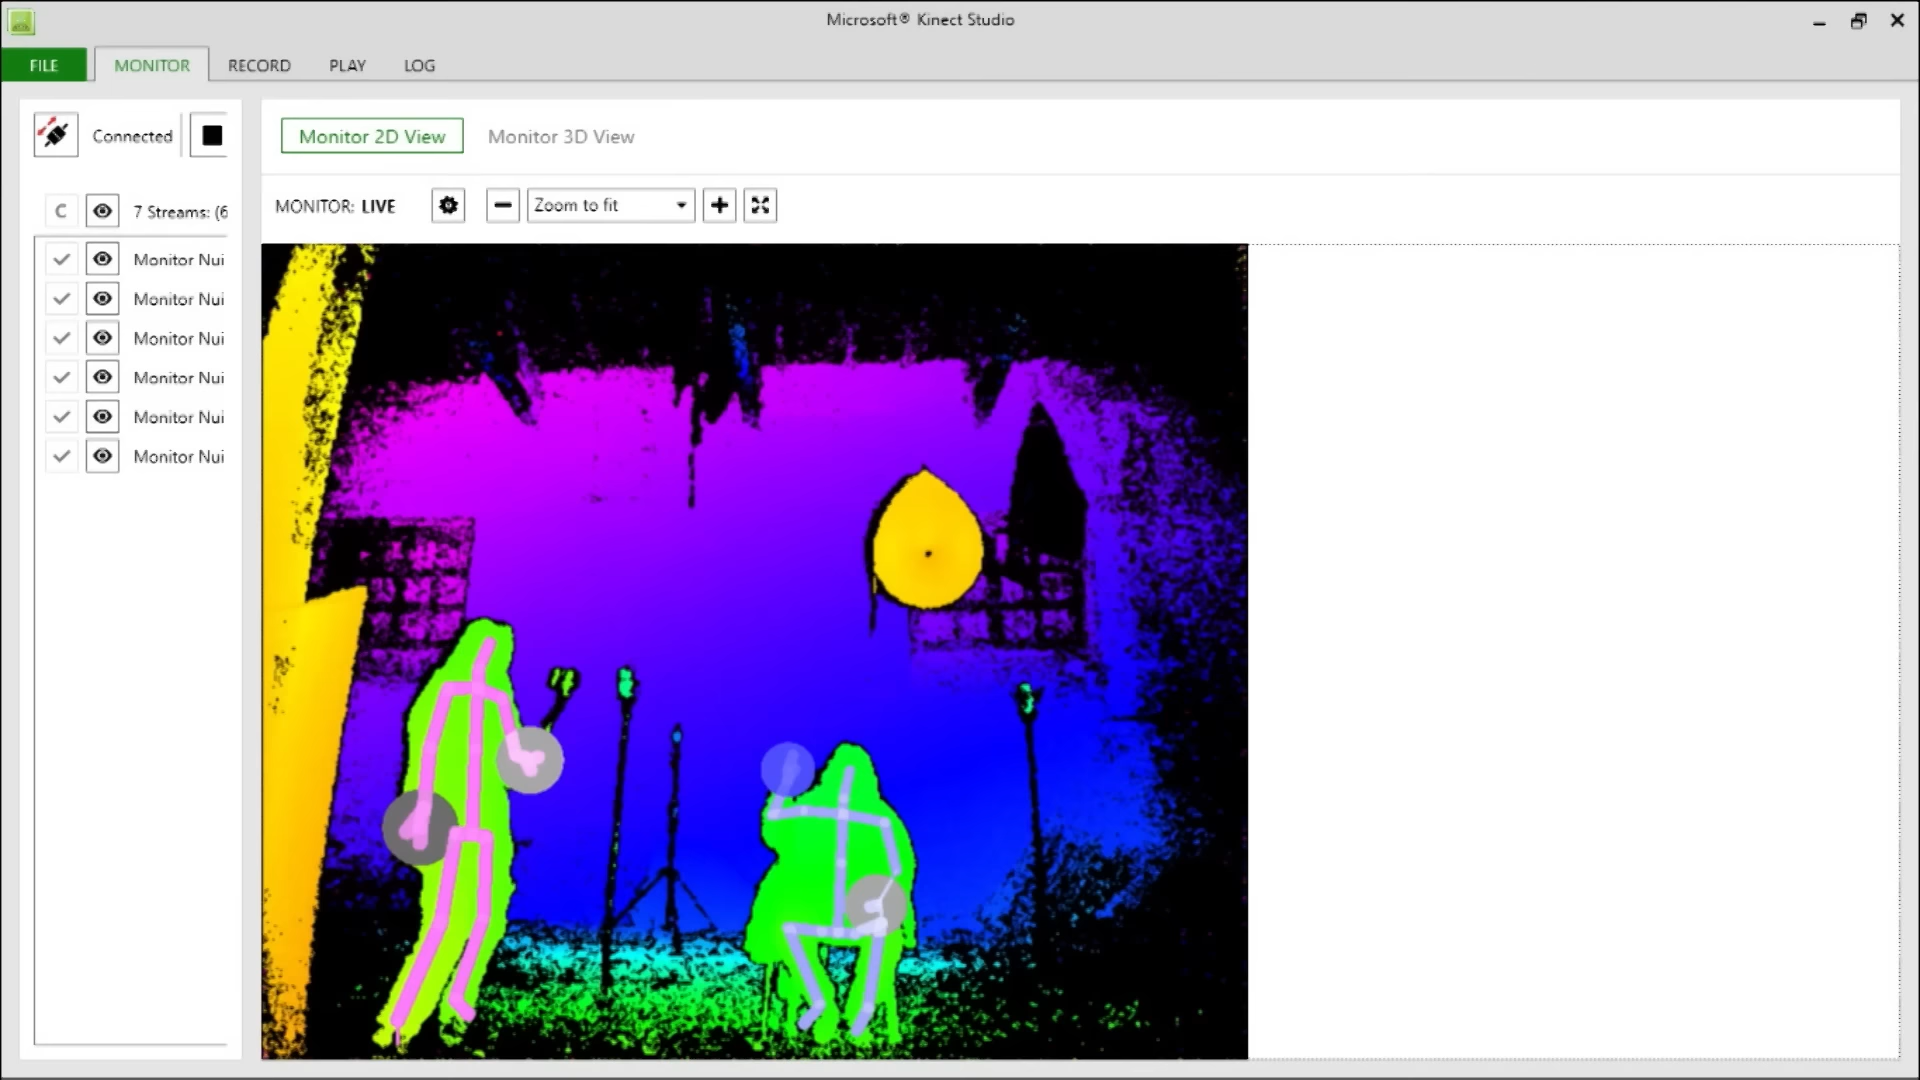 Microsoft® Kinect Studio
FILE MONITOR RECORD PLAY LOG
Connected
Monitor 2D View Monitor 3D View
MONITOR: LIVE Zoom to fit
C 7 Streams: (6
Monitor Nui
Monitor Nui
Monitor Nui
Monitor Nui
Monitor Nui
Monitor Nui